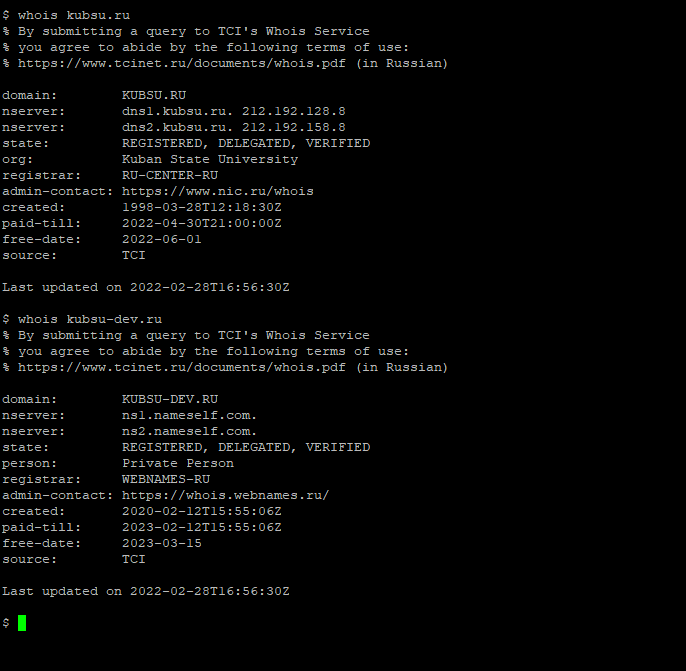 $ whois kubsu.ru
% By submitting a query to TCI's Whois Service
% you agree to abide by the following terms of use:
% https://www.tcinet.ru/documents/whois.pdf (in Russian)
domain:        KUBSU.RU
nserver:       dns1.kubsu.ru. 212.192.128.8
nserver:       dns2.kubsu.ru. 212.192.158.8
state:         REGISTERED, DELEGATED, VERIFIED
org:           Kuban State University
registrar:     RU-CENTER-RU
admin-contact: https://www.nic.ru/whois
created:       1998-03-28T12:18:30Z
paid-till:     2022-04-30T21:00:00Z
free-date:     2022-06-01
source:        TCI
Last updated on 2022-02-28T16:56:30Z
$ whois kubsu-dev.ru
% By submitting a query to TCI's Whois Service
% you agree to abide by the following terms of use:
% https://www.tcinet.ru/documents/whois.pdf (in Russian)
domain:        KUBSU-DEV.RU
nserver:       ns1.nameself.com.
nserver:       ns2.nameself.com.
state:         REGISTERED, DELEGATED, VERIFIED
person:        Private Person
registrar:     WEBNAMES-RU
admin-contact: https://whois.webnames.ru/
created:       2020-02-12T15:55:06Z
paid-till:     2023-02-12T15:55:06Z
free-date:     2023-03-15
source:        TCI
Last updated on 2022-02-28T16:56:30Z
$